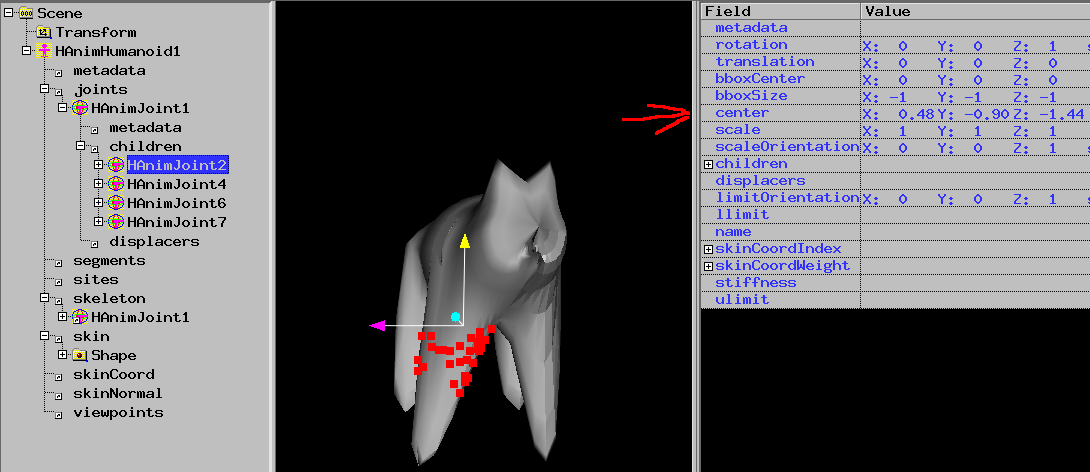 Scene
Transform
HAnimHumanoid1
metadata
joints
HAnimJoint1
metadata
children
HAnimJoint2
HAnimJoint4
HAnimJoint6
HAnimJoint7
displacers
segments
sites
skeleton
HAnimJoint1
skin
Shape
skinCoord
skinNormal
viewpoints
Field Value
metadata
rotation X: 0 Y: 0 Z: 1
translation X: 0 Y: 0 Z: 0
bboxCenter X: 0 Y: 0 Z: 0
bboxSize X: -1 Y: -1 Z: -1
center X: 0.48 Y: -0.90 Z: -1.44
scale X: 1 Y: 1 Z: 1
scaleOrientation X: 0 Y: 0 Z: 1
children
displacers
limitOrientation X: 0 Y: 0 Z: 1
llimit
name
skinCoordIndex
skinCoordWeight
stiffness
ulimit